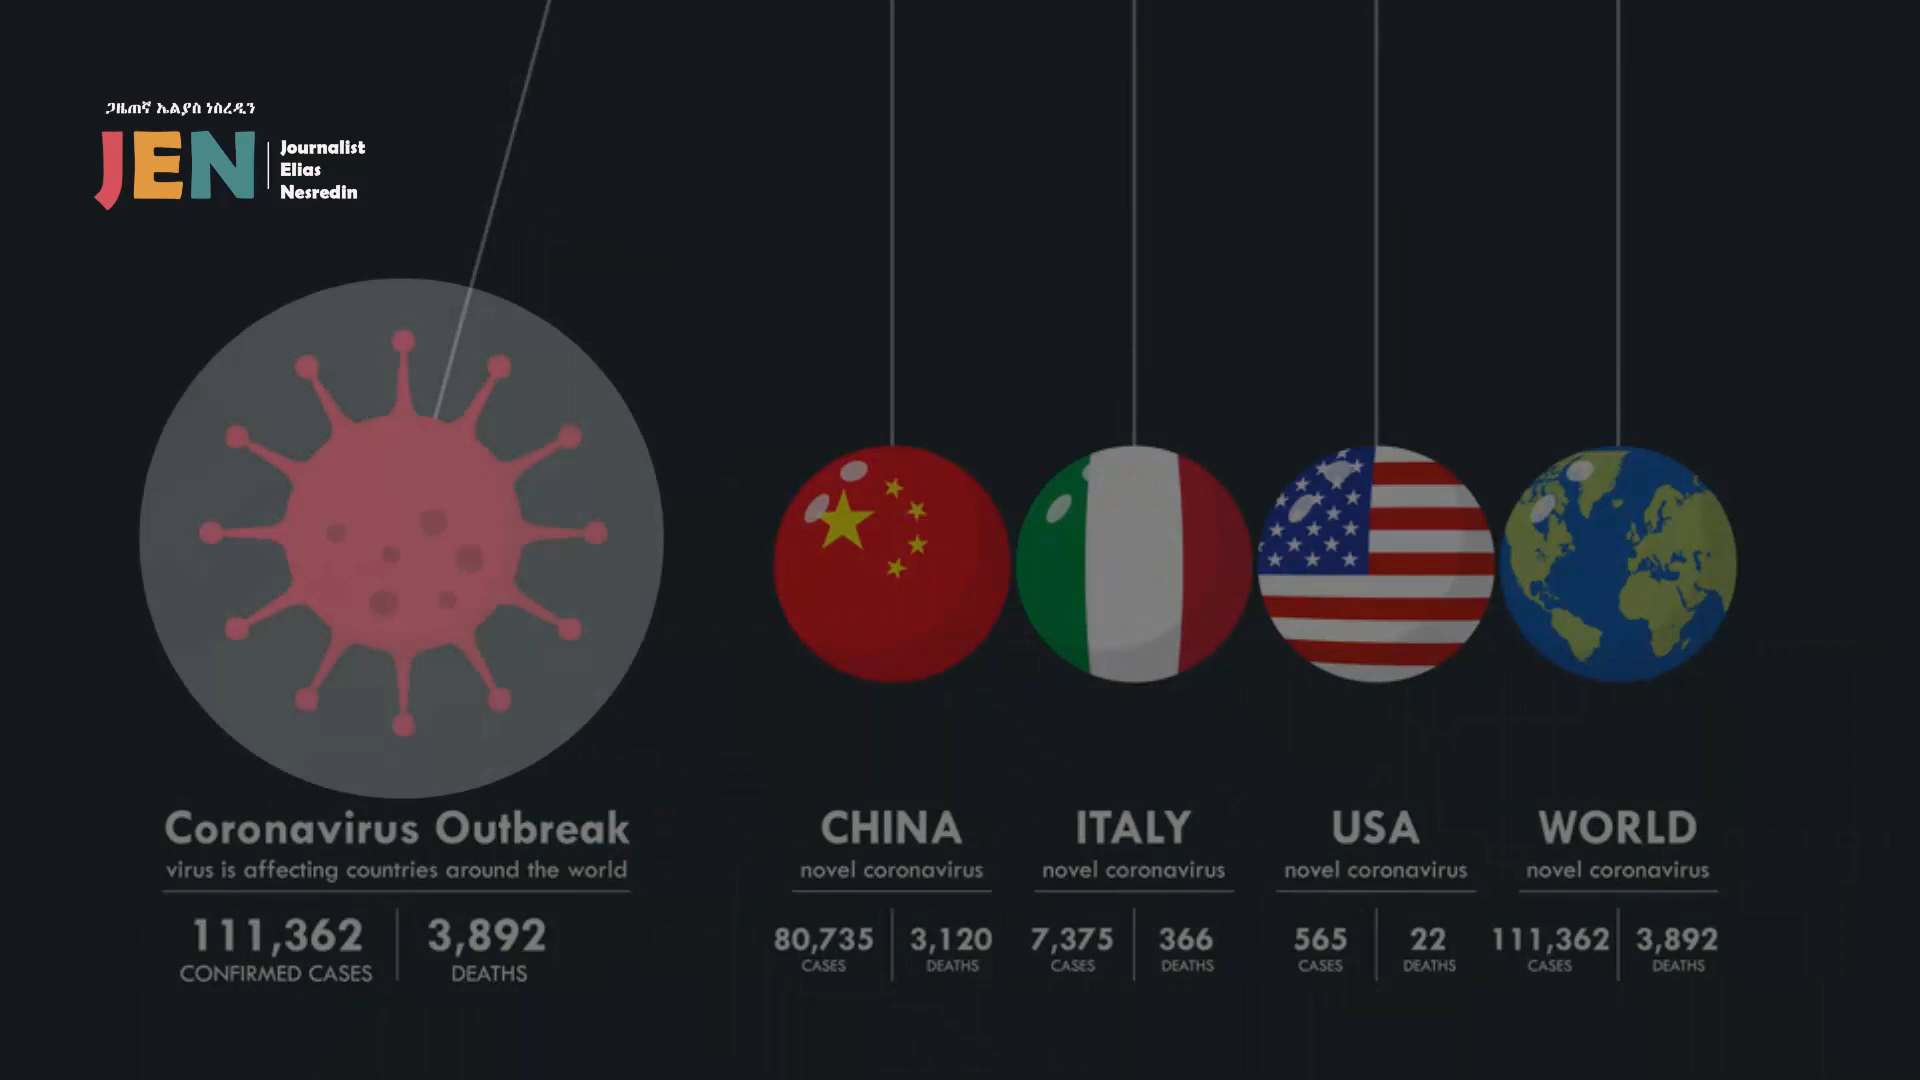 ጋዜጠኛ ኤልያስ ነስረዲን
JEN
Journalist
Elias
Nesredin
Coronavirus Outbreak
virus is affecting countries around the world
111,362
CONFIRMED CASES
3,892
DEATHS
CHINA
novel coronavirus
80,735
CASES
3,120
DEATHS
ITALY
novel coronavirus
7,375
CASES
366
DEATHS
USA
novel coronavirus
565
CASES
22
DEATHS
WORLD
novel coronavirus
111,362
CASES
3,892
DEATHS